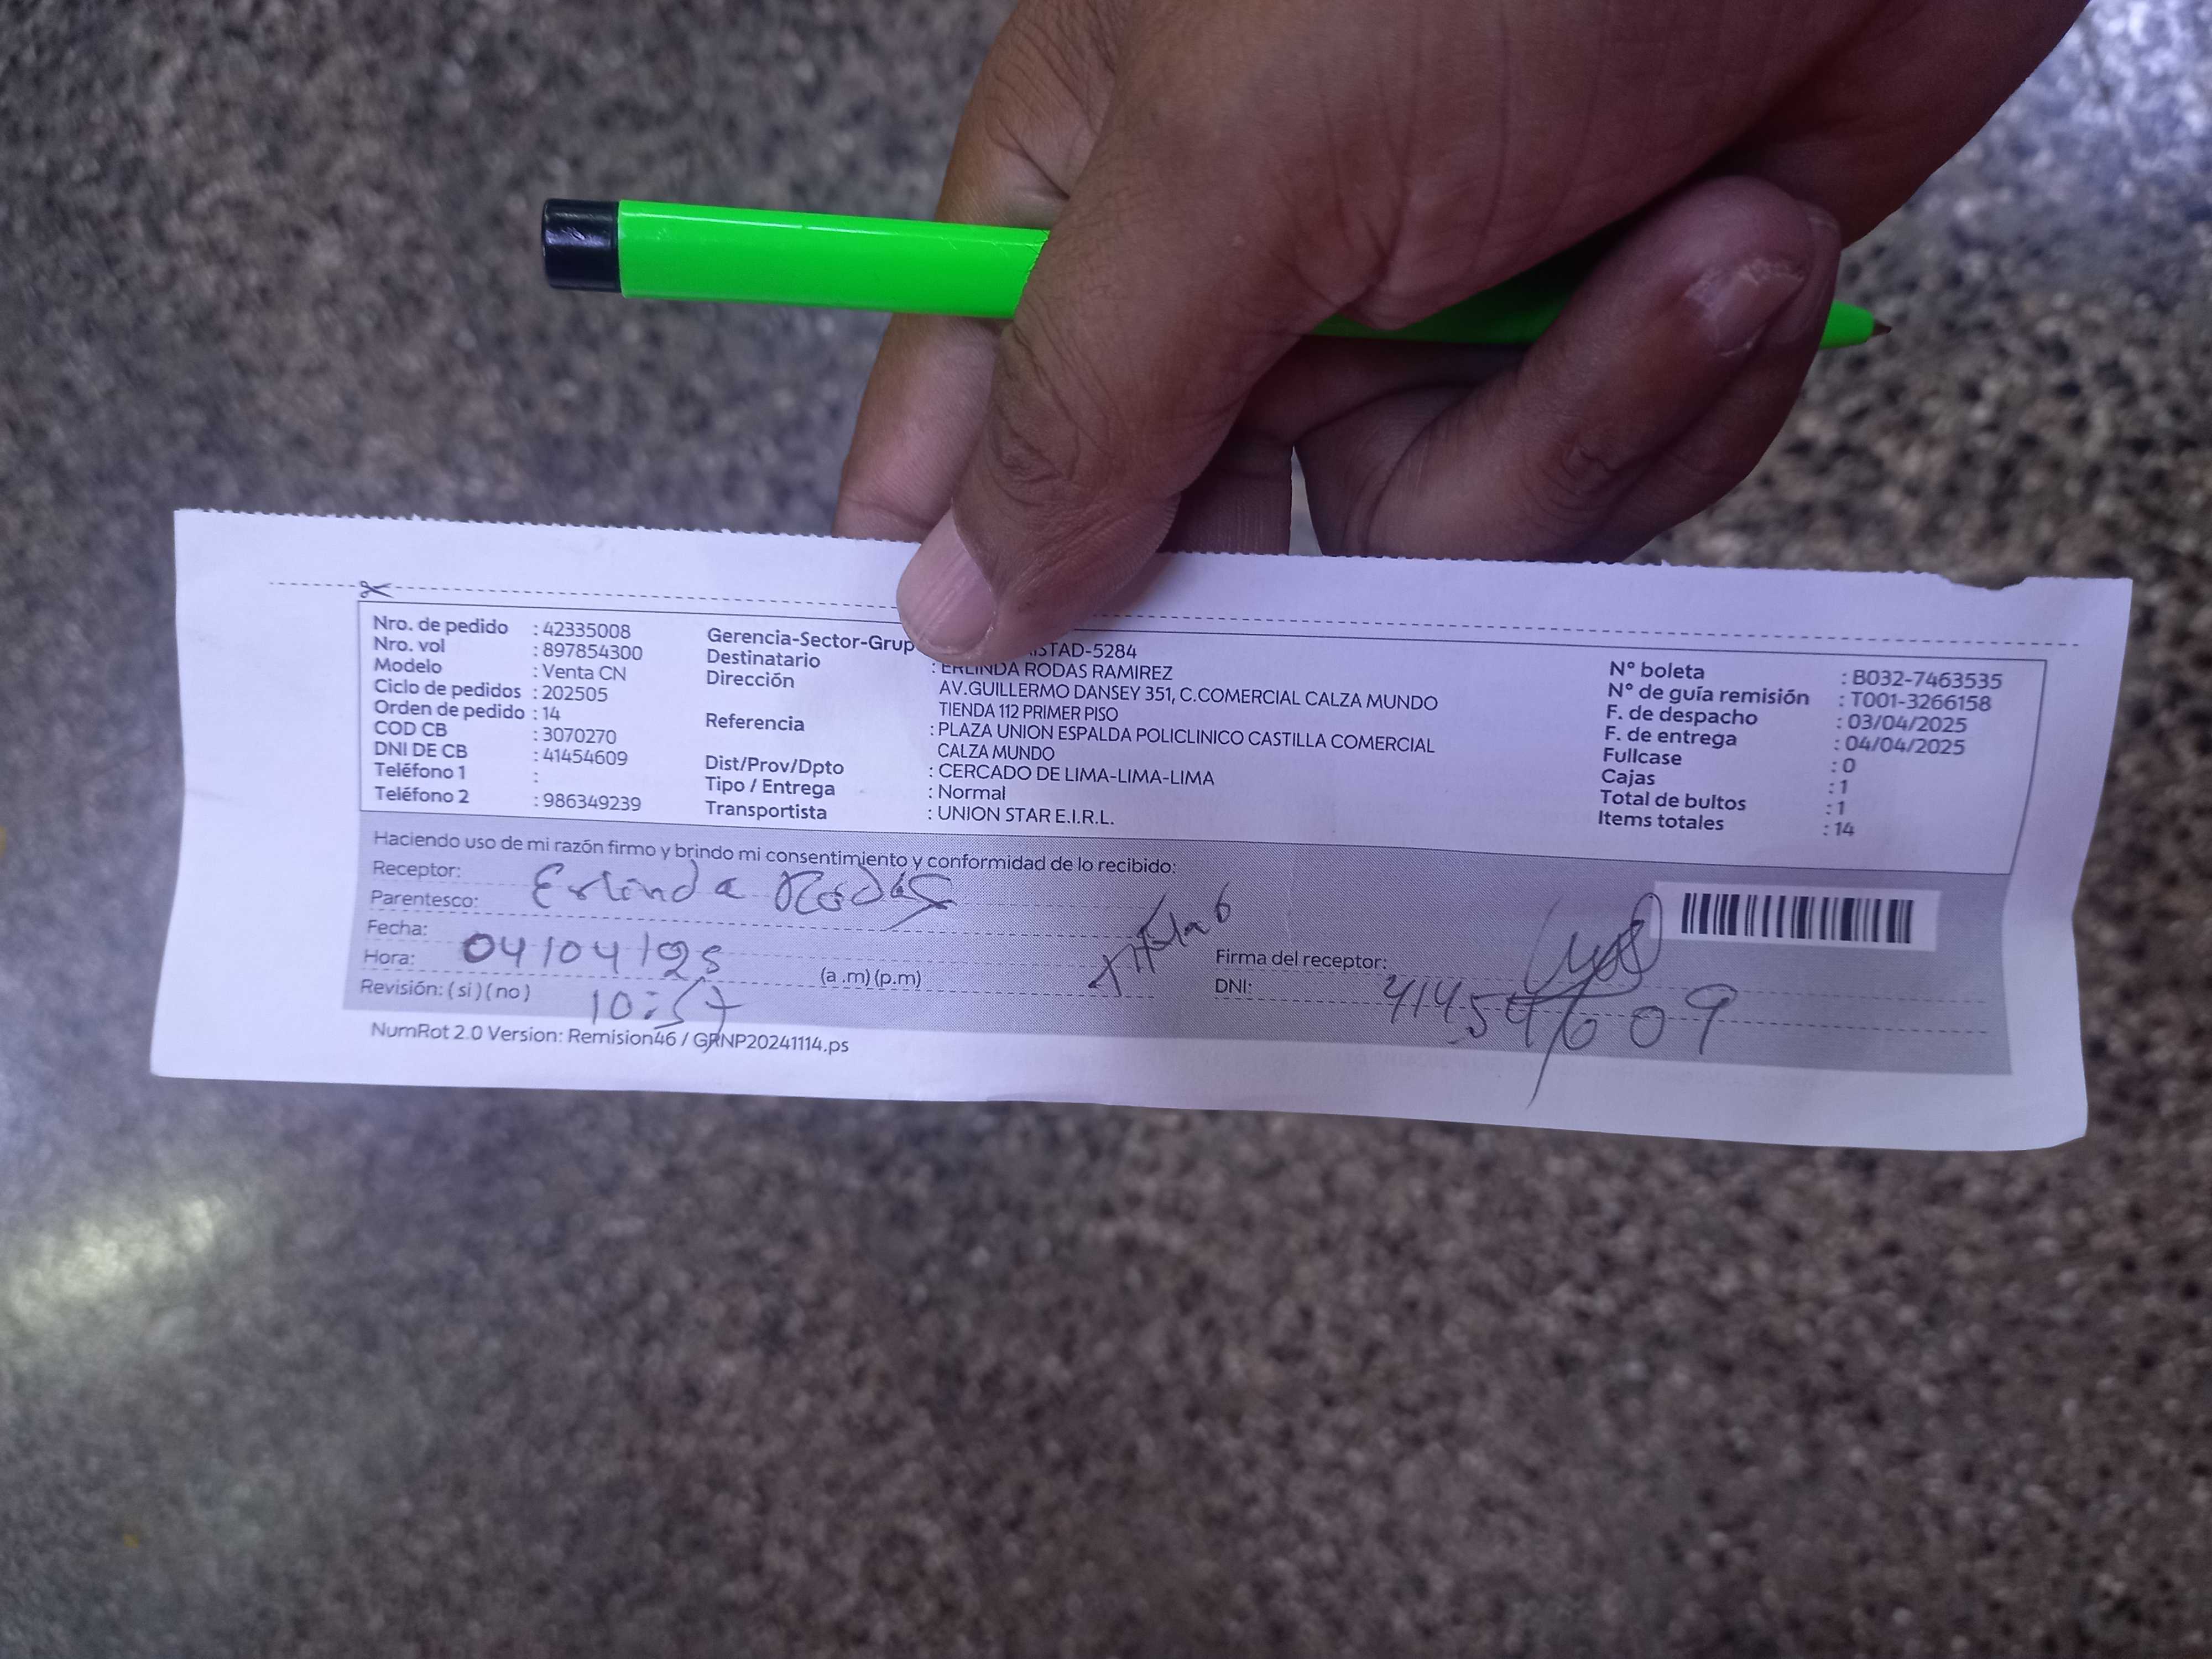 Nro. de pedido : 42335008
Nro. vol : 897854300
Modelo : Venta CN
Ciclo de pedidos : 202505
Orden de pedido : 14
COD CB : 3070270
DNI DE CB : 41454609
Teléfono 1 :
Teléfono 2 : 986349239
Gerencia-Sector-Grup STAD-5284
Destinatario : ERLINDA RODAS RAMIREZ
Dirección AV.GUILLERMO DANSEY 351, C.COMERCIAL CALZA MUNDO
TIENDA 112 PRIMER PISO
Referencia : PLAZA UNION ESPALDA POLICLINICO CASTILLA COMERCIAL
CALZA MUNDO
Dist/Prov/Dpto : CERCADO DE LIMA-LIMA-LIMA
Tipo / Entrega : Normal
Transportista : UNION STAR E.I.R.L.
N° boleta : B032-7463535
N° de guía remisión : T001-3266158
F. de despacho : 03/04/2025
F. de entrega : 04/04/2025
Fullcase : 0
Cajas : 1
Total de bultos : 1
Items totales : 14
Haciendo uso de mi razón firmo y brindo mi consentimiento y conformidad de lo recibido:
Receptor: Erlinda Rodas
Parentesco:
Fecha: 04/04/25
Hora: 10:57 (a .m) (p.m)
Revisión: ( si ) ( no )
Firma del receptor:
DNI: 41454609
NumRot 2.0 Version: Remision46 / GRNP20241114.ps